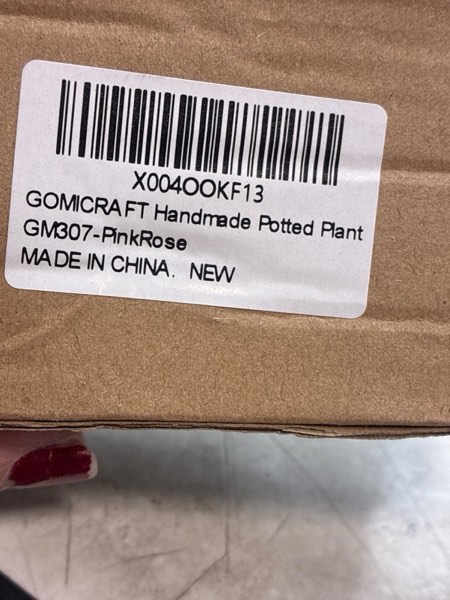 X004OOKF13
GOMICRAFT Handmade Potted Plant
GM307-PinkRose
MADE IN CHINA. NEW